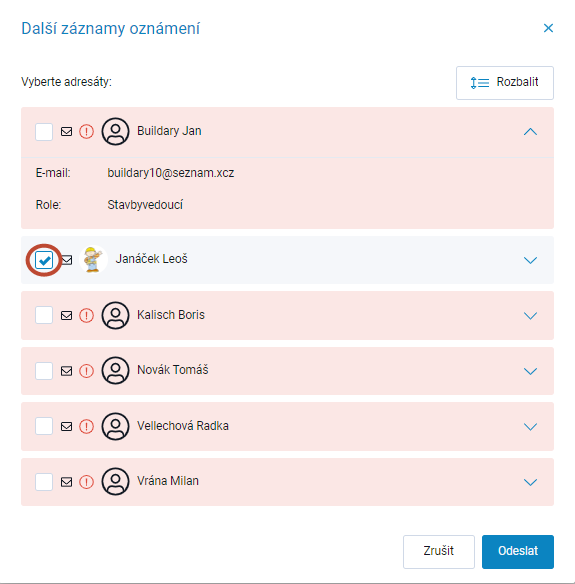 Další záznamy oznámení
Vyberte adresáty:
Rozbalit
Buildary Jan
E-mail: buildary10@seznam.xcz
Role: Stavbyvedoucí
Janáček Leoš
Kalisch Boris
Novák Tomáš
Vellechová Radka
Vrána Milan
Zrušit
Odeslat